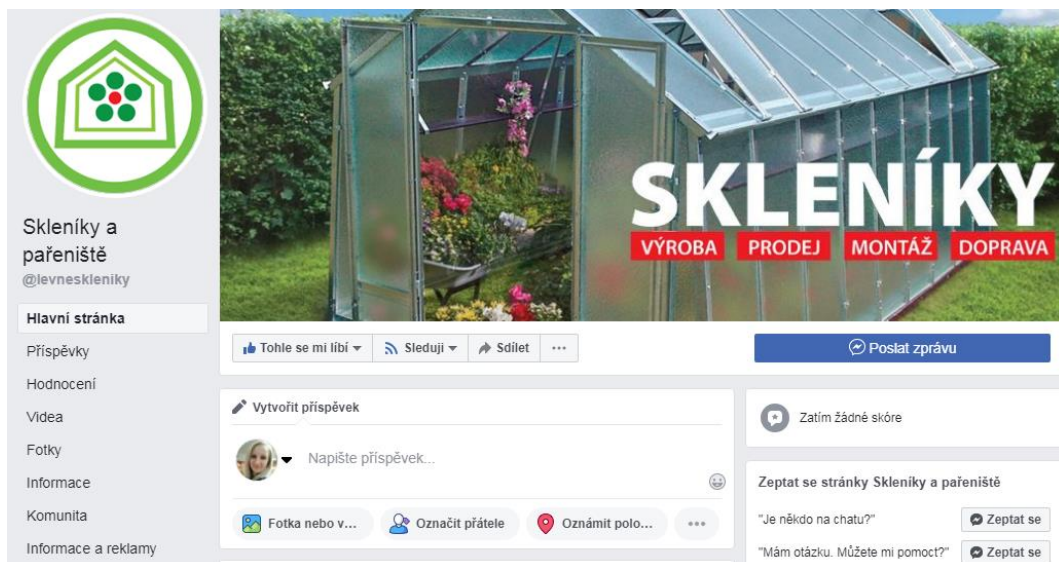 Skleníky a
pařeniště
@levneskleniky
Hlavní stránka
Příspěvky
Hodnocení
Videa
Fotky
Informace
Komunita
Informace a reklamy
SKLENÍKY
VÝROBA PRODEJ MONTÁŽ DOPRAVA
Tohle se mi líbí Sleduji Sdílet ...
Poslat zprávu
Vytvořit příspěvek
Napište příspěvek...
Fotka nebo v... Označit přátele Oznámit polo... ...
Zatím žádné skóre
Zeptat se stránky Skleníky a pařeniště
"Je někdo na chatu?" Zeptat se
"Mám otázku. Můžete mi pomoct?" Zeptat se